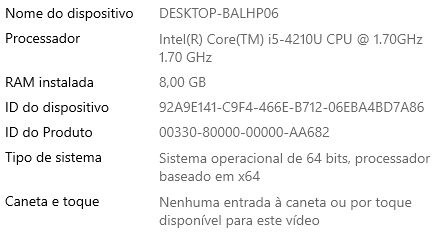 Nome do dispositivo DESKTOP-BALHP06
Processador Intel(R) Core(TM) i5-4210U CPU @ 1.70GHz
1.70 GHz
RAM instalada 8,00 GB
ID do dispositivo 92A9E141-C9F4-466E-B712-06EBA4BD7A86
ID do Produto 00330-80000-00000-AA682
Tipo de sistema Sistema operacional de 64 bits, processador
baseado em x64
Caneta e toque Nenhuma entrada à caneta ou por toque
disponível para este vídeo